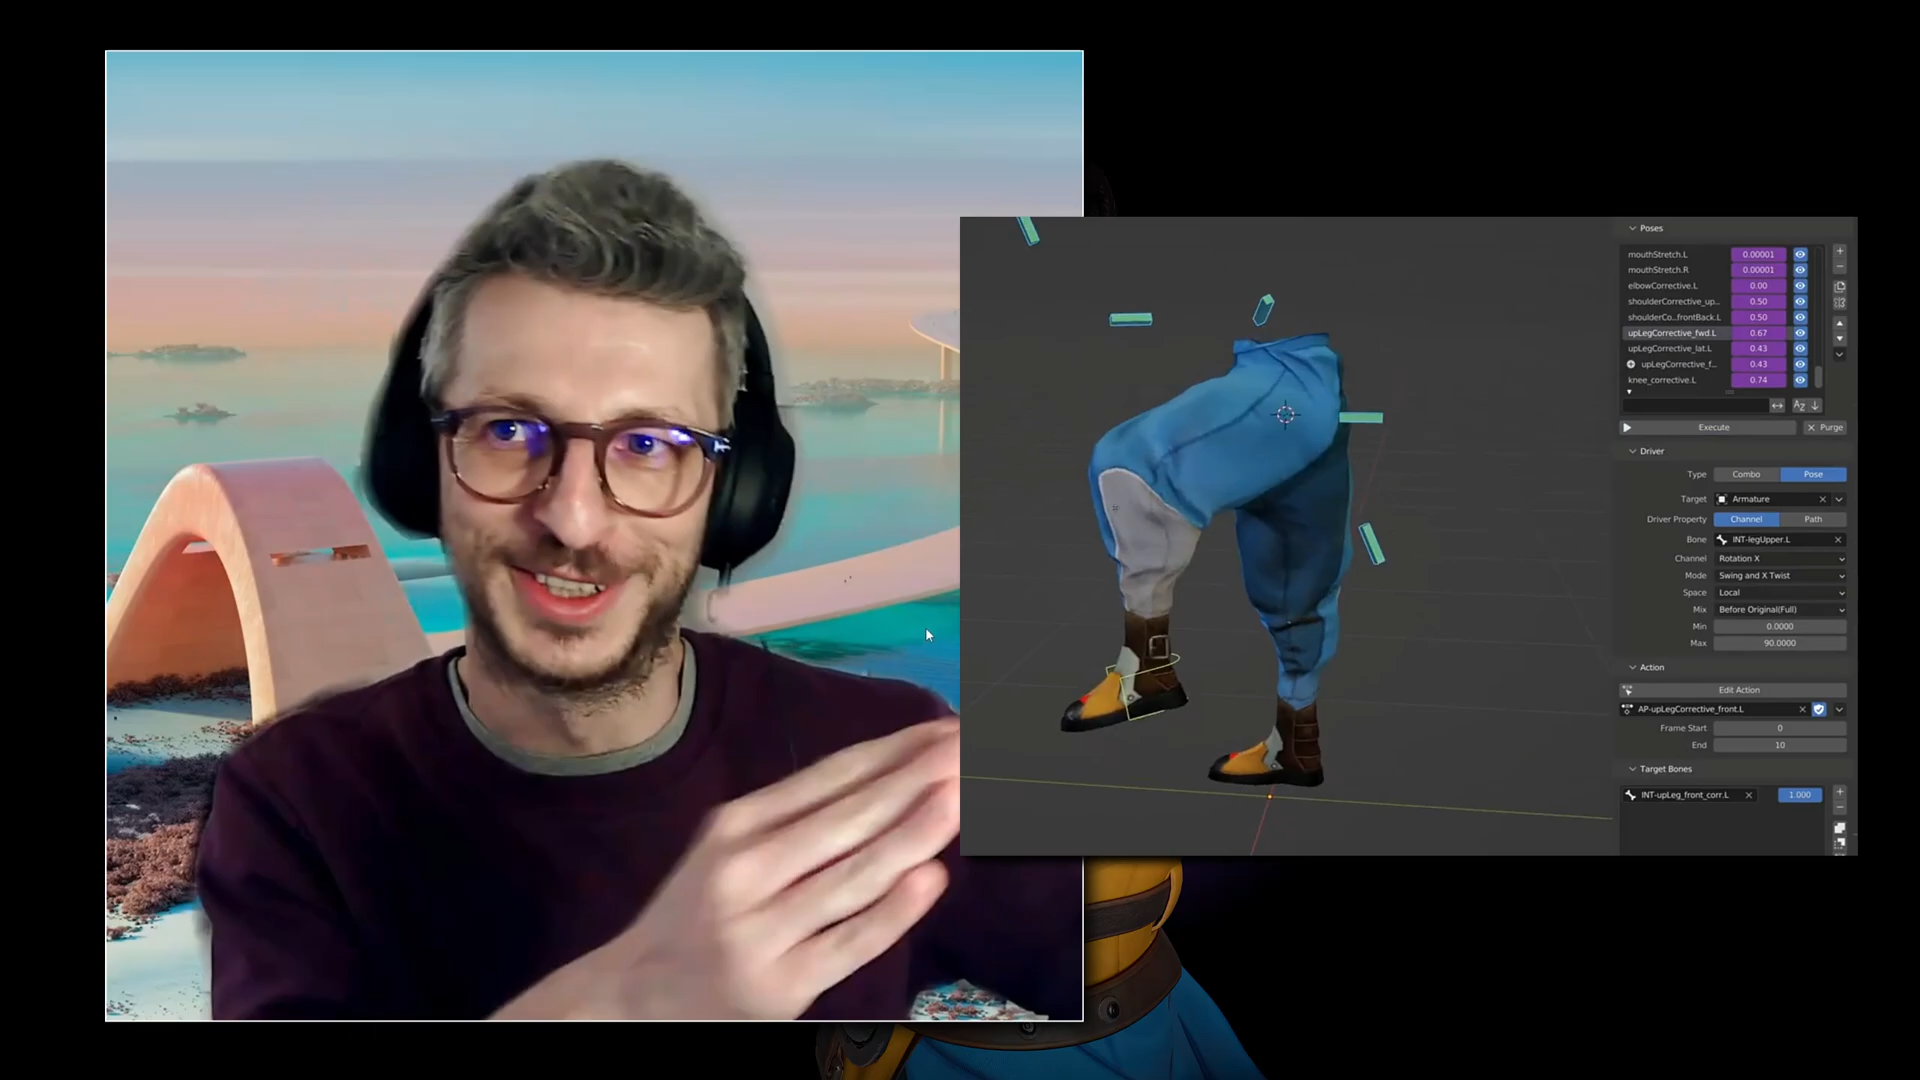 Poses
mouthStretch.L 0.00001
mouthStretch.R 0.00001
elbowCorrective.L 0.00
shoulderCorrective_up... 0.50
shoulderCo...frontBack.L 0.50
upLegCorrective_fwd.L 0.67
upLegCorrective_lat.L 0.43
upLegCorrective_f... 0.43
knee_corrective.L 0.74
Execute Purge
Driver
Type Combo Pose
Target Armature
Driver Property Channel Path
Bone INT-legUpper.L
Channel Rotation X
Mode Swing and X Twist
Space Local
Mix Before Original(Full)
Min 0.0000
Max 90.0000
Action
Edit Action
AP-upLegCorrective_front.L
Frame Start 0
End 10
Target Bones
INT-upLeg_front_corr.L 1.000